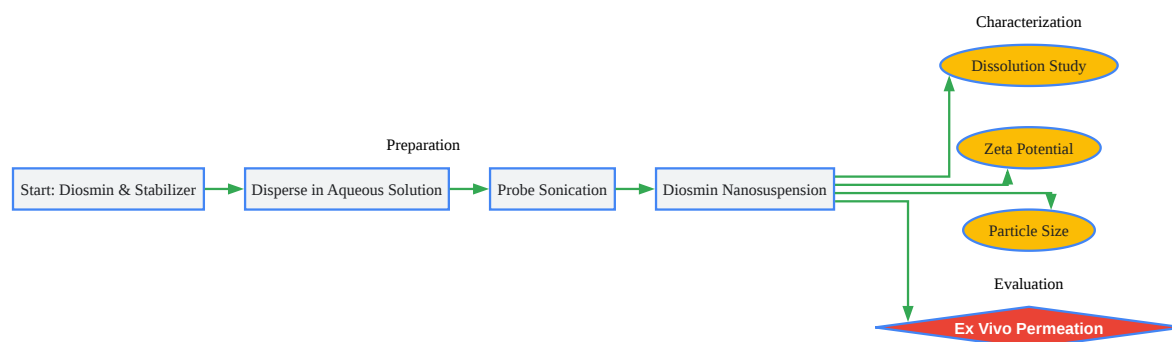 Characterization
Dissolution Study
Preparation
Zeta Potential
Start: Diosmin & Stabilizer
Disperse in Aqueous Solution
Probe Sonication
Diosmin Nanosuspension
Particle Size
Evaluation
Ex Vivo Permeation